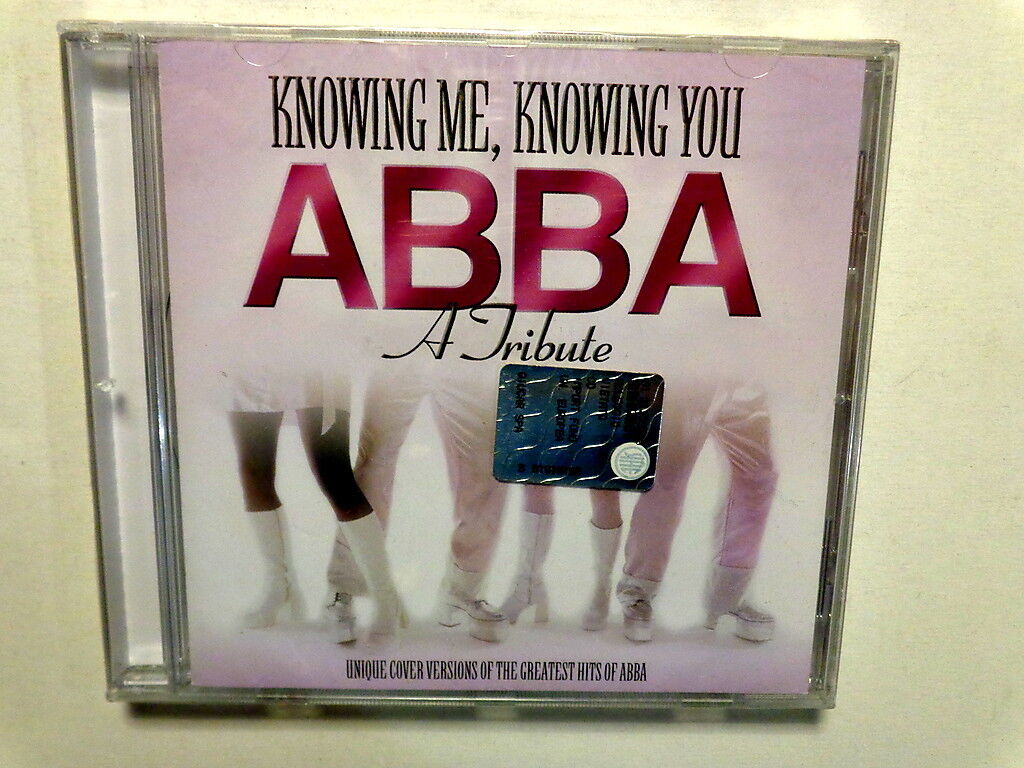 KNOWING ME, KNOWING YOU
ABBA
A Tribute
UNIQUE COVER VERSIONS OF THE GREATEST HITS OF ABBA